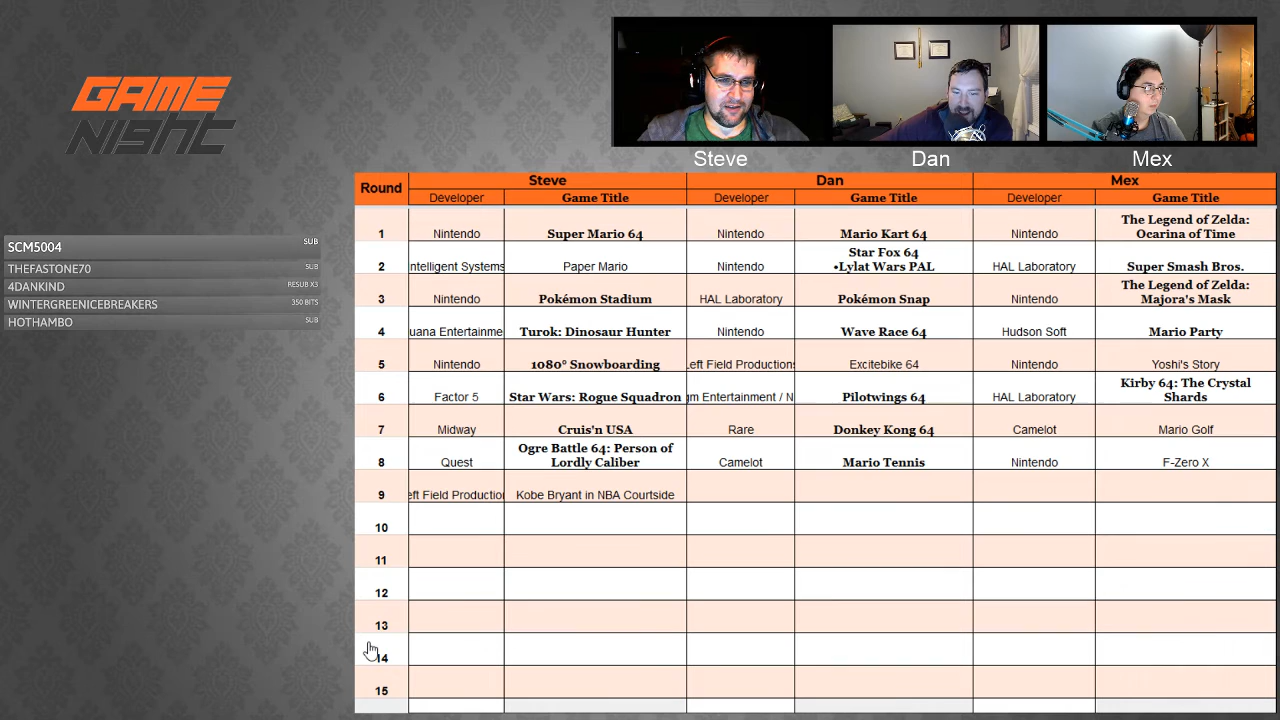 GAME
NIGHT
Steve
Dan
Mex
SCM5004 SUB
THEFASTONE70 SUB
4DANKIND RESUB X3
WINTERGREENICEBREAKERS 350 BITS
HOTHAMBO SUB
Round Steve Dan Mex
Developer Game Title Developer Game Title Developer Game Title
1 Nintendo Super Mario 64 Nintendo Mario Kart 64 Nintendo The Legend of Zelda:
Ocarina of Time
2 ntelligent Systems Paper Mario Nintendo Star Fox 64
•Lylat Wars PAL HAL Laboratory Super Smash Bros.
3 Nintendo Pokémon Stadium HAL Laboratory Pokémon Snap Nintendo The Legend of Zelda:
Majora's Mask
4 uana Entertainme Turok: Dinosaur Hunter Nintendo Wave Race 64 Hudson Soft Mario Party
5 Nintendo 1080° Snowboarding Left Field Productions Excitebike 64 Nintendo Yoshi's Story
6 Factor 5 Star Wars: Rogue Squadron gm Entertainment / N Pilotwings 64 HAL Laboratory Kirby 64: The Crystal
Shards
7 Midway Cruis'n USA Rare Donkey Kong 64 Camelot Mario Golf
8 Quest Ogre Battle 64: Person of
Lordly Caliber Camelot Mario Tennis Nintendo F-Zero X
9 eft Field Production Kobe Bryant in NBA Courtside
10
11
12
13
14
15